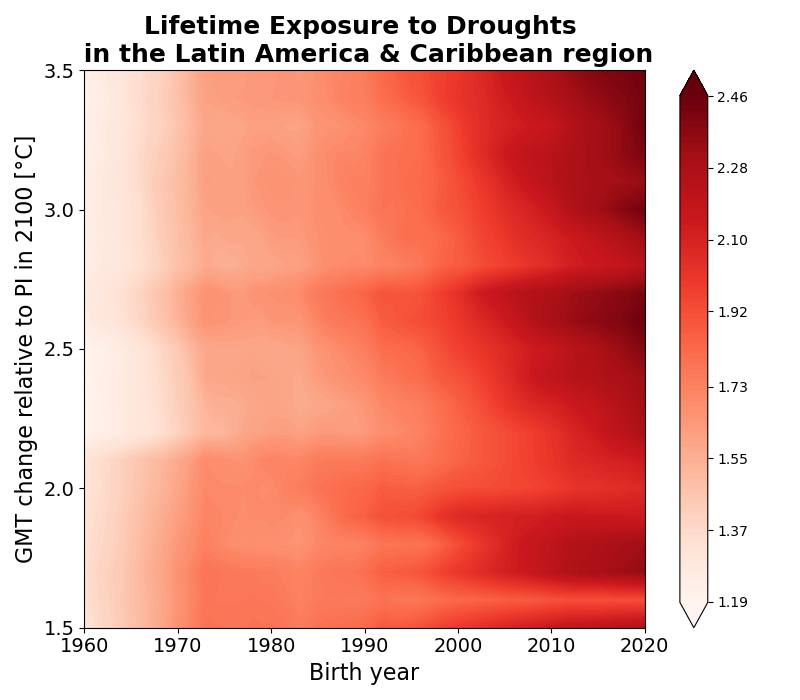 Lifetime Exposure to Droughts
in the Latin America & Caribbean region
GMT change relative to PI in 2100 [°C]
3.5
3.0
2.5
2.0
1.5
1960 1970 1980 1990 2000 2010 2020
Birth year
2.46
2.28
2.10
1.92
1.73
1.55
1.37
1.19